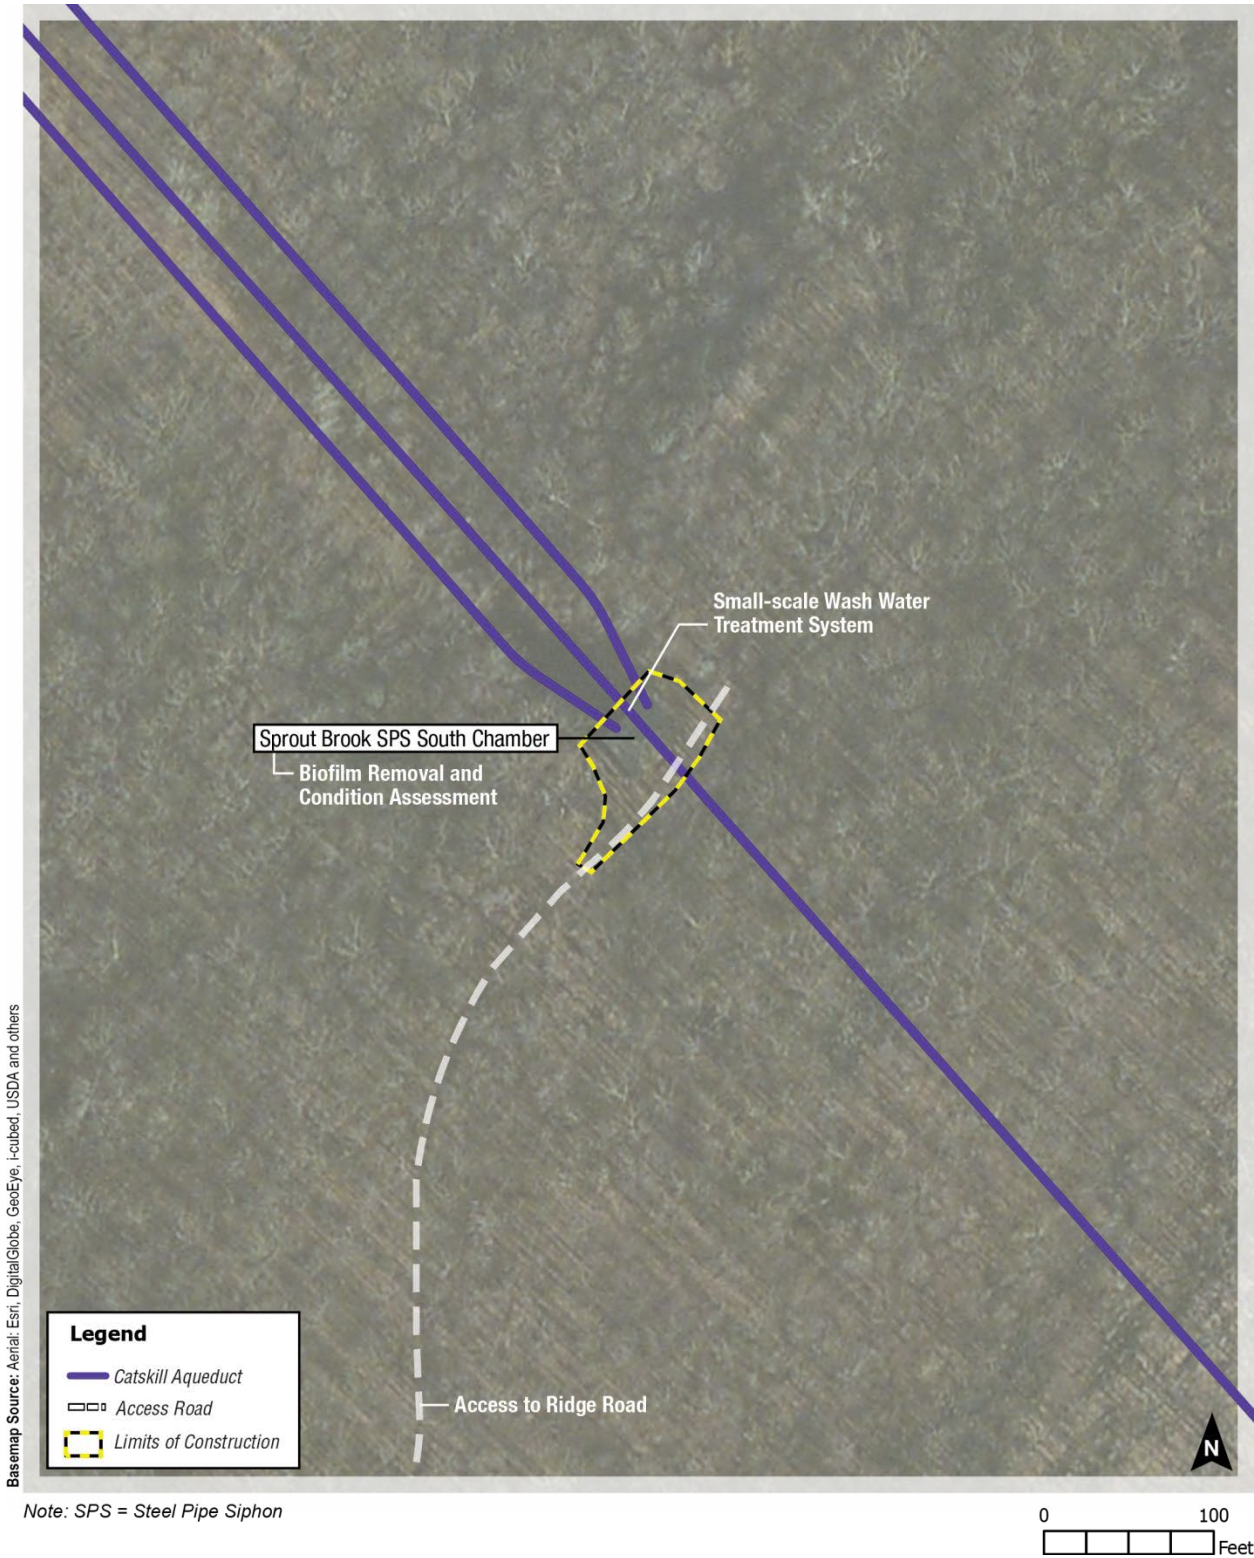 Small-scale Wash Water
Treatment System
Sprout Brook SPS South Chamber
Biofilm Removal and
Condition Assessment
Access to Ridge Road
Legend
Catskill Aqueduct
Access Road
Limits of Construction
N
Basemap Source: Aerial: Esri, DigitalGlobe, GeoEye, i-cubed, USDA and others
Note: SPS = Steel Pipe Siphon
0 100
Feet